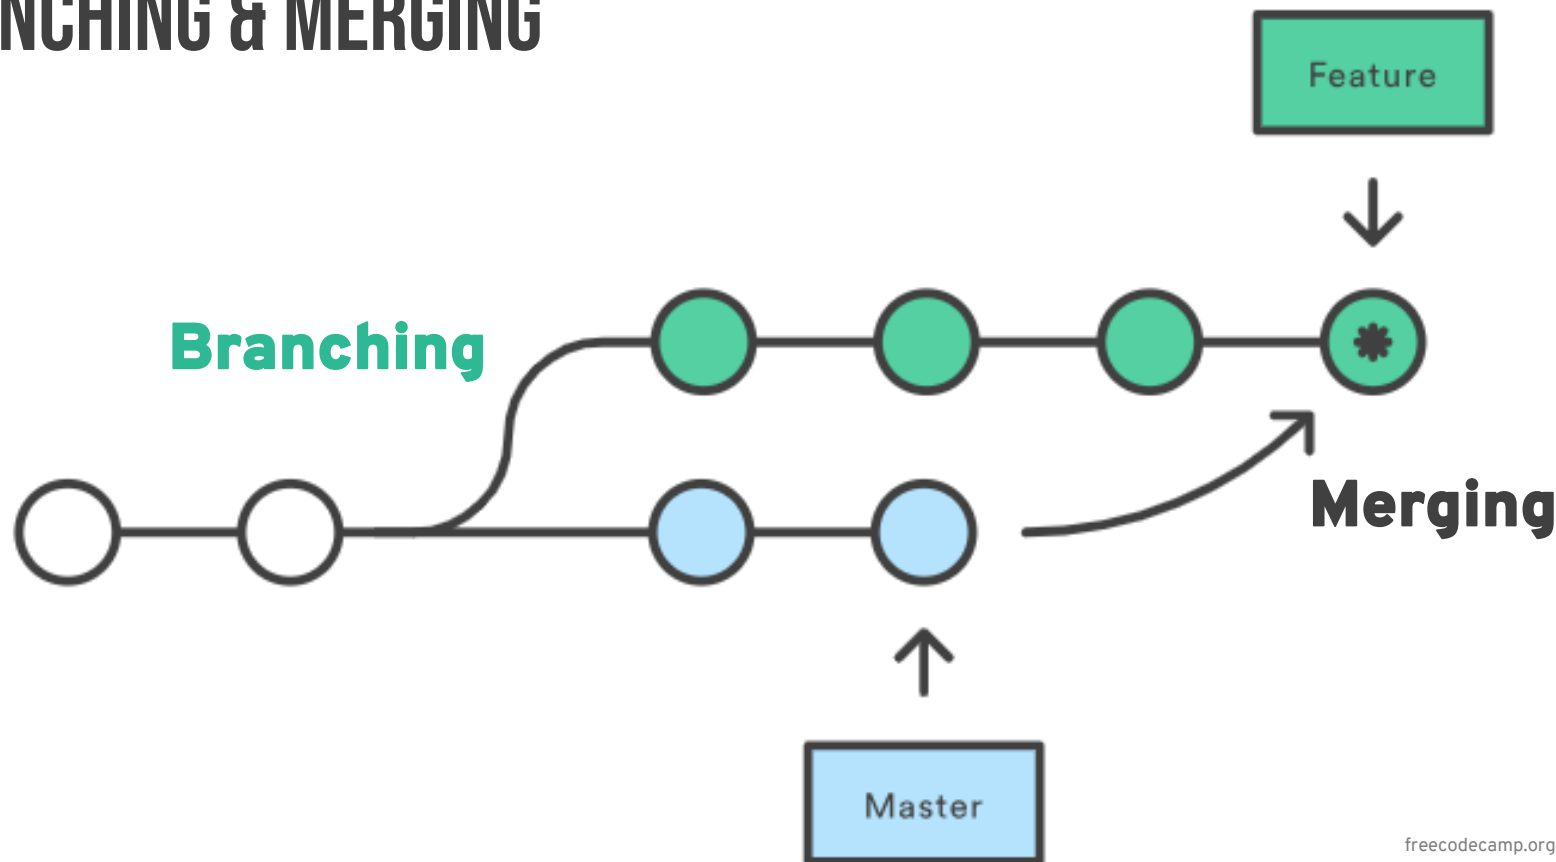 NCHING & MERGING
Feature
Branching
Merging
Master
freecodecamp.org